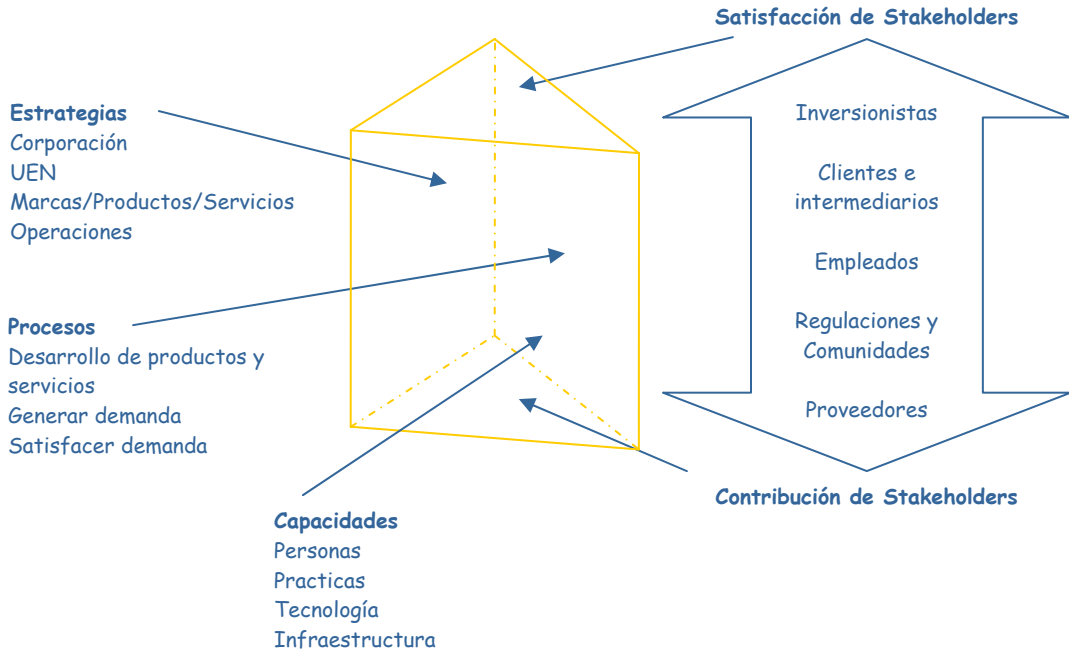 Satisfacción de Stakeholders
Estrategias
Corporación
UEN
Marcas/Productos/Servicios
Operaciones
Procesos
Desarrollo de productos y
servicios
Generar demanda
Satisfacer demanda
Capacidades
Personas
Practicas
Tecnología
Infraestructura
Inversionistas
Clientes e
intermediarios
Empleados
Regulaciones y
Comunidades
Proveedores
Contribución de Stakeholders